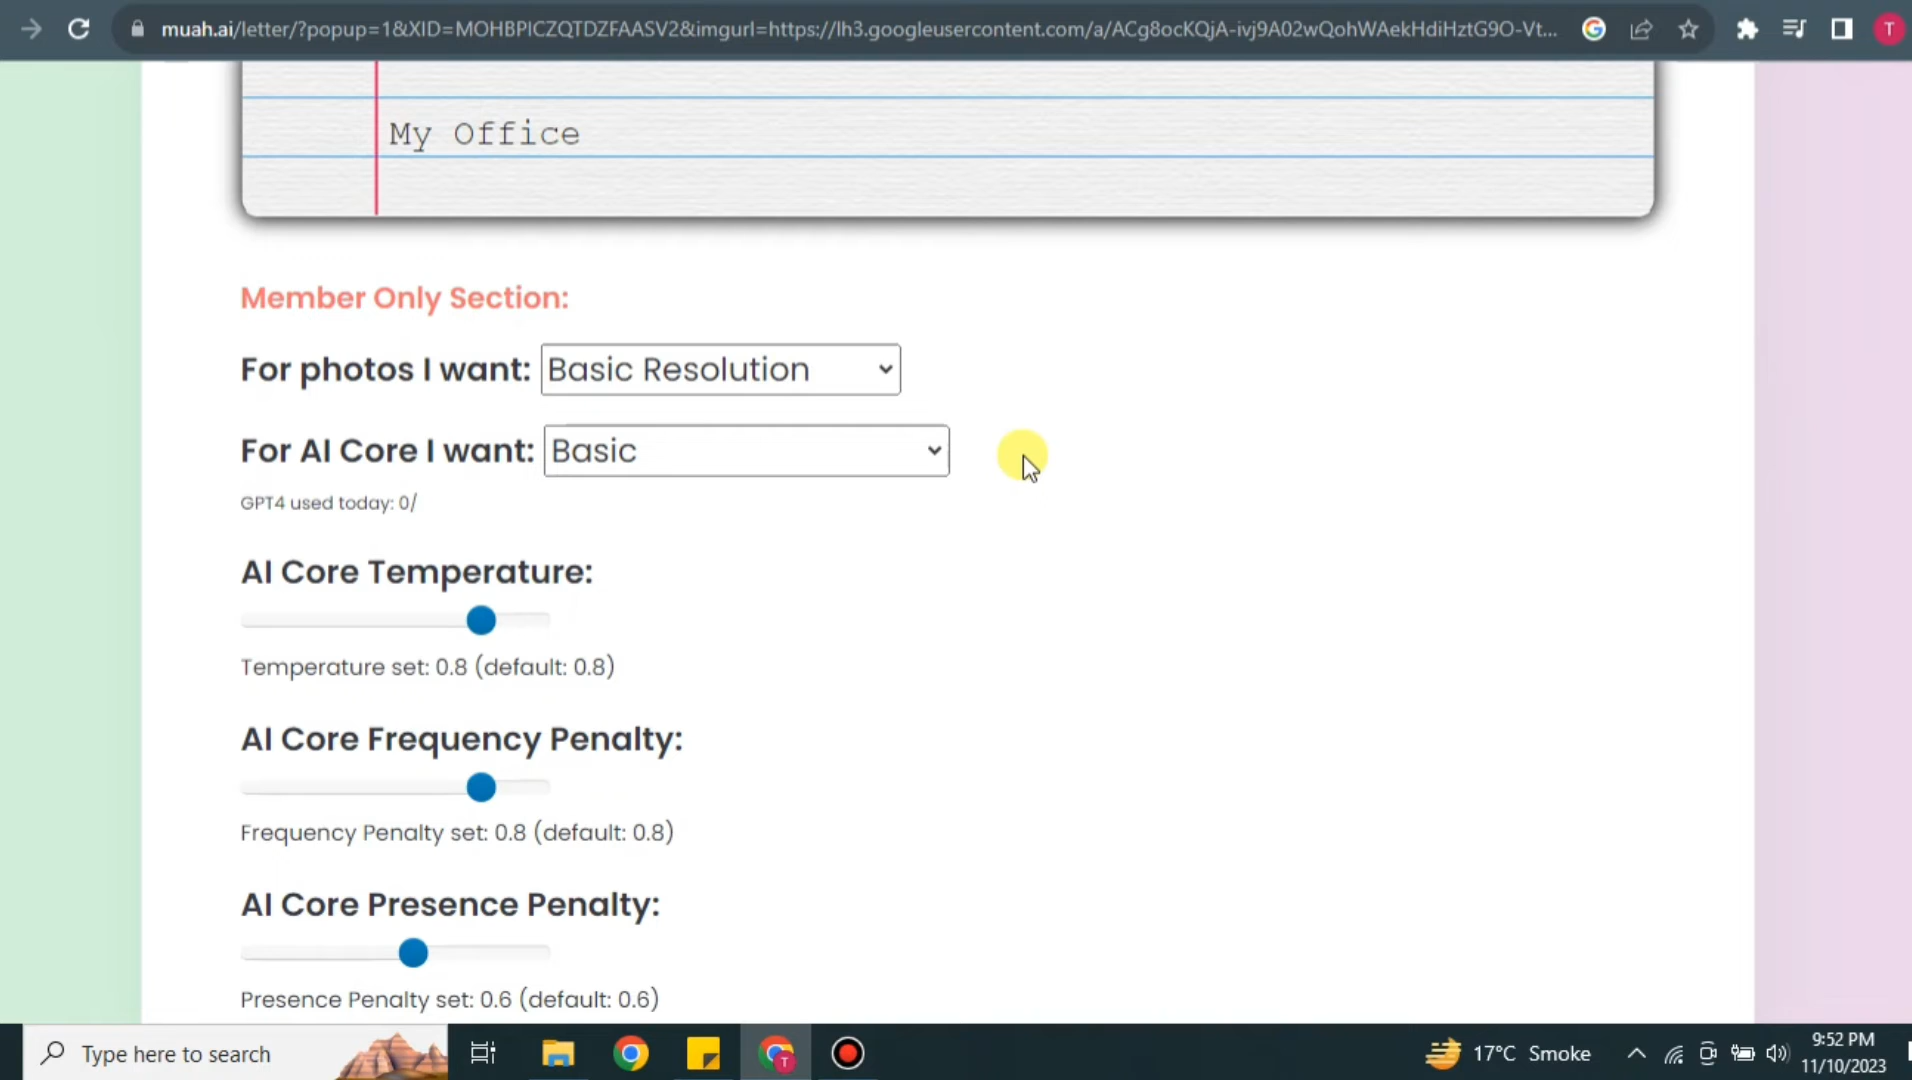 muah.ai/letter/?popup=1&XID=MOHBPICZQTDZFAASV2&imgurl=https://lh3.googleusercontent.com/a/ACg8ocKQjA-ivj9A02wQohWAekHdiHztG9O-Vt...
T
My Office
Member Only Section:
For photos I want: Basic Resolution
For AI Core I want: Basic
GPT4 used today: 0/
AI Core Temperature:
Temperature set: 0.8 (default: 0.8)
AI Core Frequency Penalty:
Frequency Penalty set: 0.8 (default: 0.8)
AI Core Presence Penalty:
Presence Penalty set: 0.6 (default: 0.6)
Type here to search
T
17°C Smoke
9:52 PM
11/10/2023